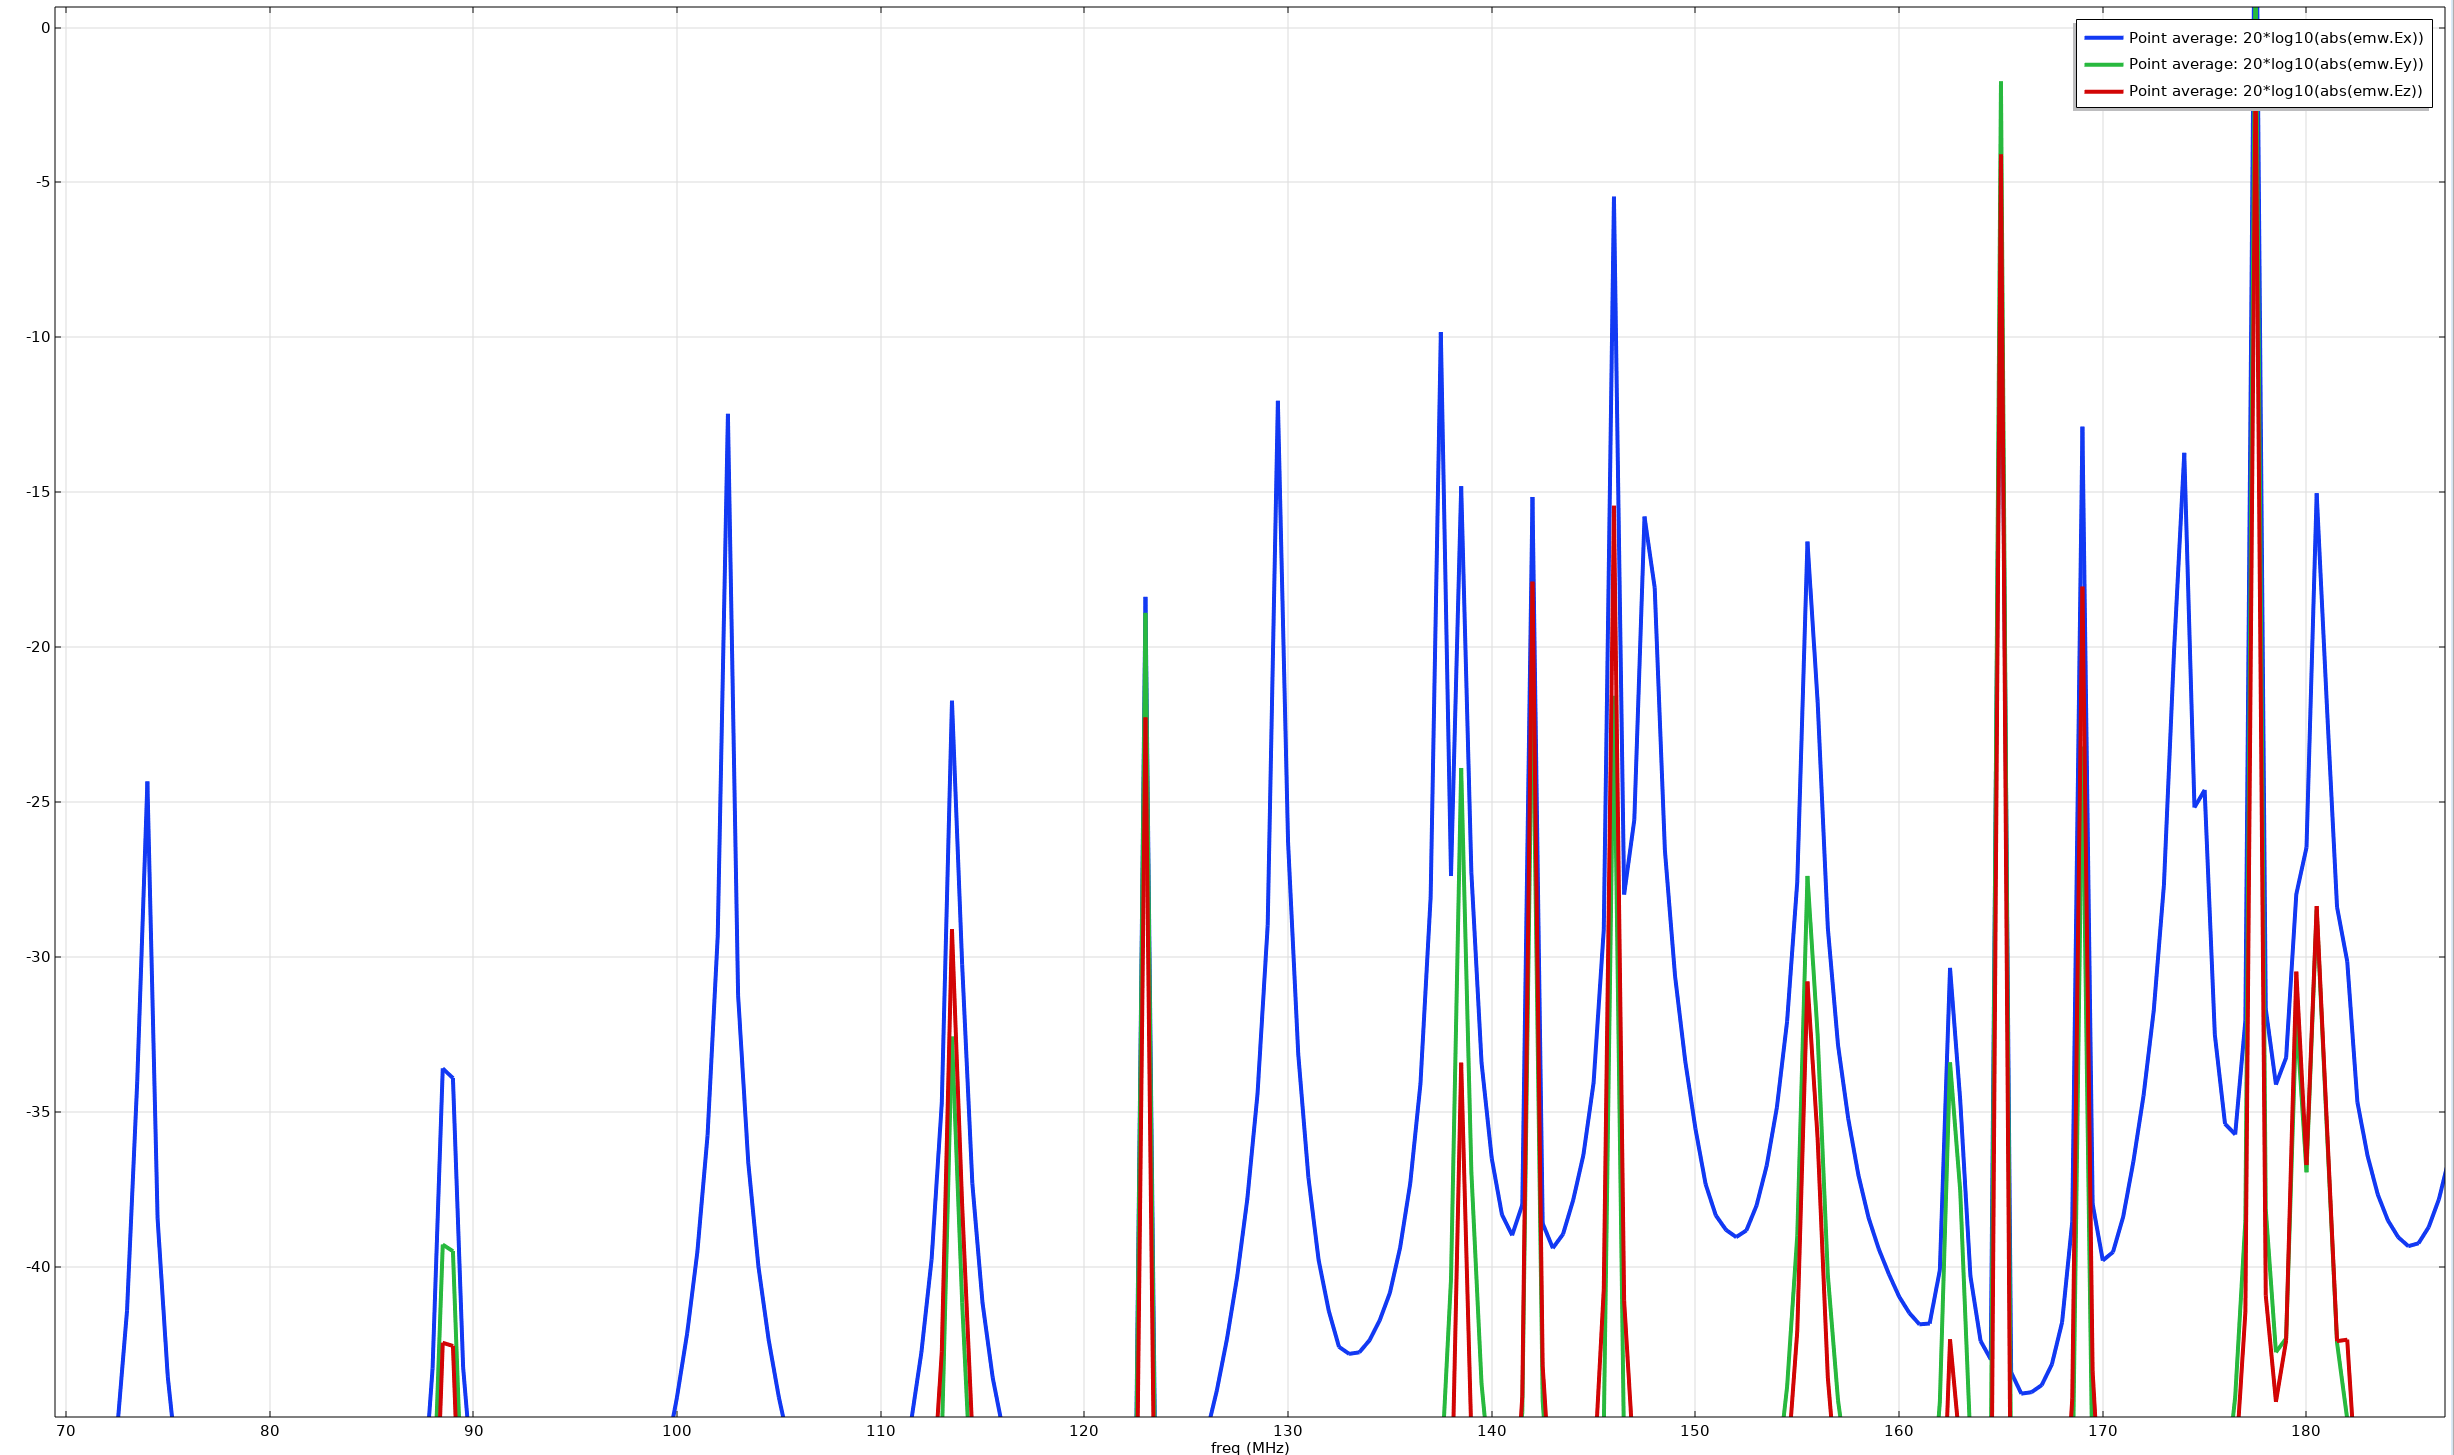 0
Point average: 20*log10(abs(emw.Ex))
Point average: 20*log10(abs(emw.Ey))
Point average: 20*log10(abs(emw.Ez))
-5
-10
-15
-20
-25
-30
-35
-40
70 80 90 100 110 120 130 140 150 160 170 180
freq (MHz)